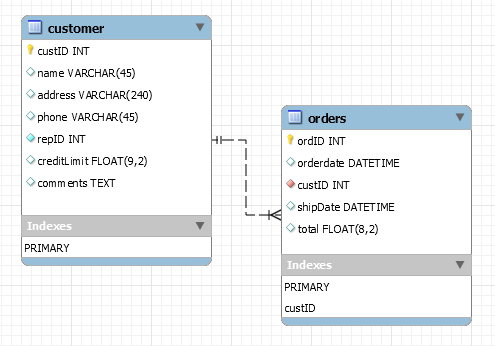 customer
custID INT
name VARCHAR(45)
address VARCHAR(240)
phone VARCHAR(45)
repID INT
creditLimit FLOAT(9,2)
comments TEXT
Indexes
PRIMARY
orders
ordID INT
orderdate DATETIME
custID INT
shipDate DATETIME
total FLOAT(8,2)
Indexes
PRIMARY
custID